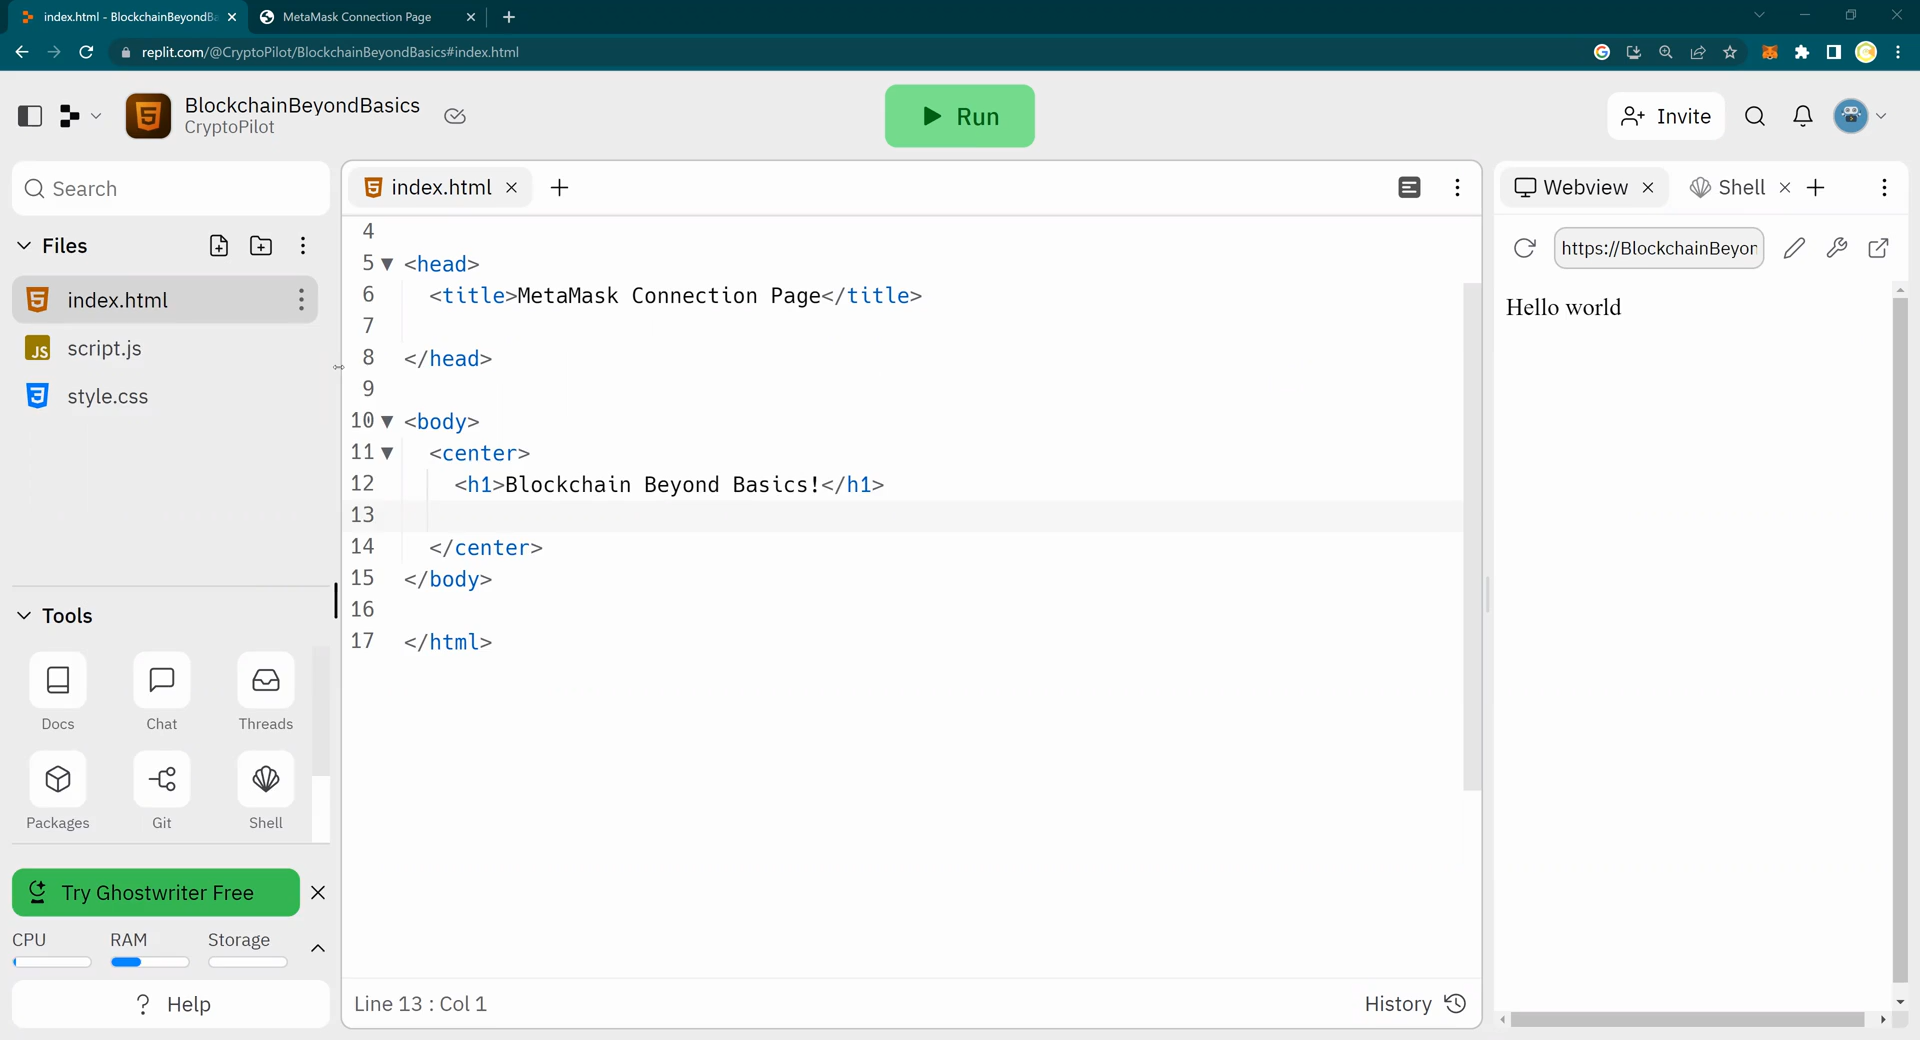 index.html - BlockchainBeyondBa
MetaMask Connection Page
replit.com/@CryptoPilot/BlockchainBeyondBasics#index.html
BlockchainBeyondBasics
CryptoPilot
Run
Invite
Search
Files
index.html
script.js
style.css
Tools
Docs
Chat
Threads
Packages
Git
Shell
Try Ghostwriter Free
CPU
RAM
Storage
? Help
index.html
4
5 <head>
6 <title>MetaMask Connection Page</title>
7
8 </head>
9
10 <body>
11 <center>
12 <h1>Blockchain Beyond Basics!</h1>
13
14 </center>
15 </body>
16
17 </html>
Line 13 : Col 1
History
Webview
Shell
https://BlockchainBeyon
Hello world